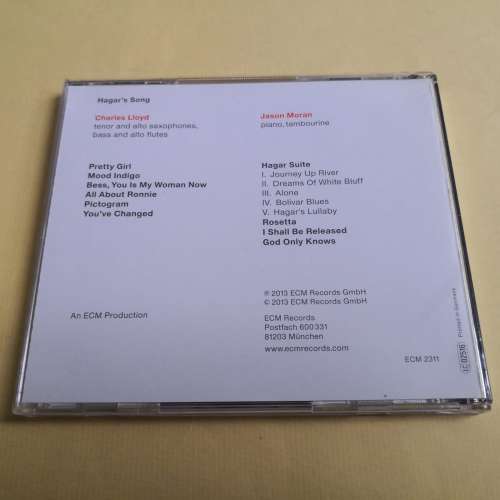 Hagar's Song
Charles Lloyd
tenor and alto saxophones,
bass and alto flutes
Jason Moran
piano, tambourine
Pretty Girl
Mood Indigo
Bess, You Is My Woman Now
All About Ronnie
Pictogram
You've Changed
Hagar Suite
I. Journey Up River
II. Dreams Of White Bluff
III. Alone
IV. Bolivar Blues
V. Hagar's Lullaby
Rosetta
I Shall Be Released
God Only Knows
An ECM Production
℗ 2013 ECM Records GmbH
© 2013 ECM Records GmbH
ECM Records
Postfach 600 331
81203 München
www.ecmrecords.com
ECM 2311
LC 02516
Printed in Germany